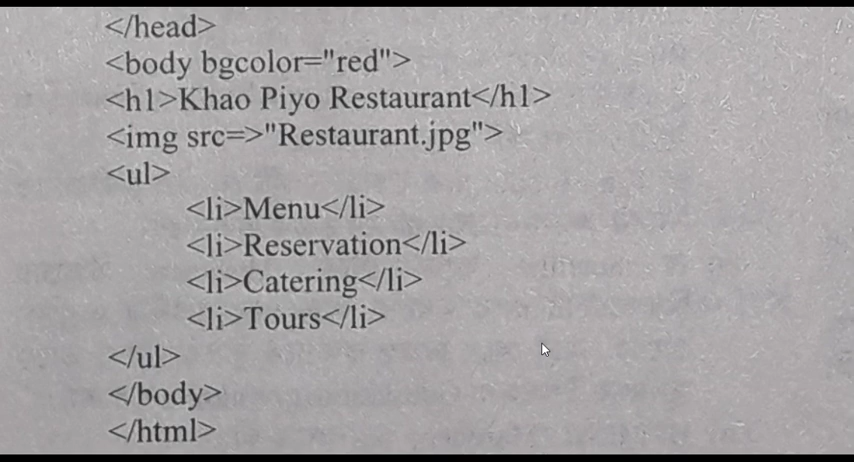 </head>
<body bgcolor="red">
<h1>Khao Piyo Restaurant</h1>
<img src=>"Restaurant.jpg">
<ul>
<li>Menu</li>
<li>Reservation</li>
<li>Catering</li>
<li>Tours</li>
</ul>
</body>
</html>